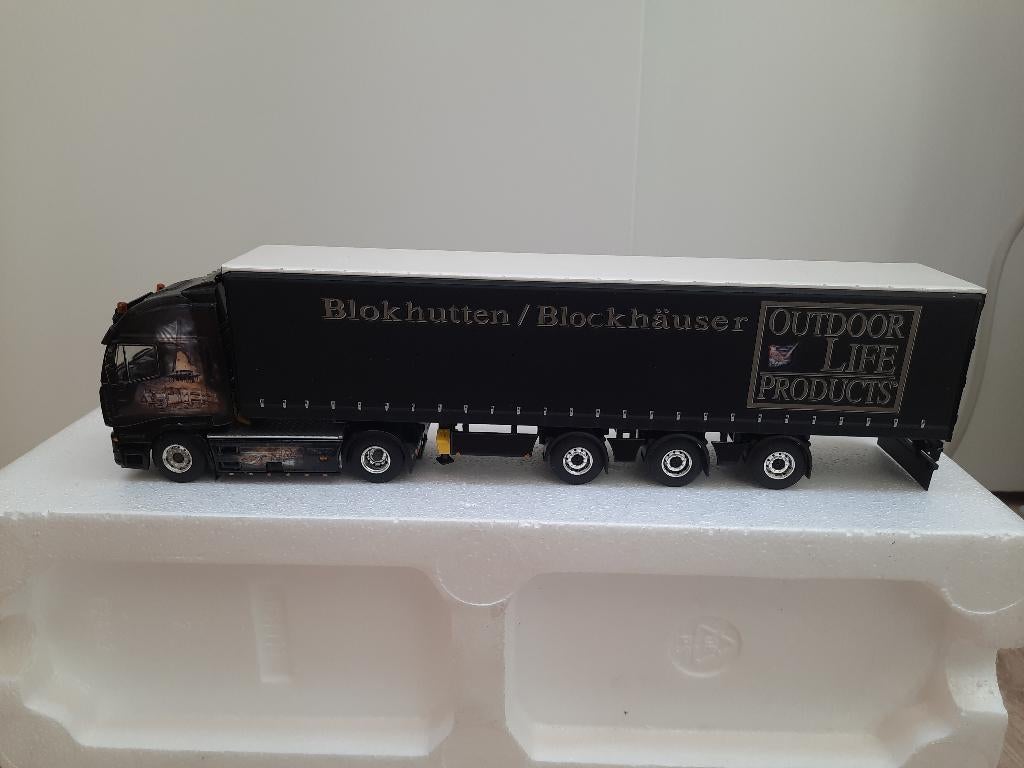 Blokhutten / Blockhäuser
OUTDOOR
LIFE
PRODUCTS